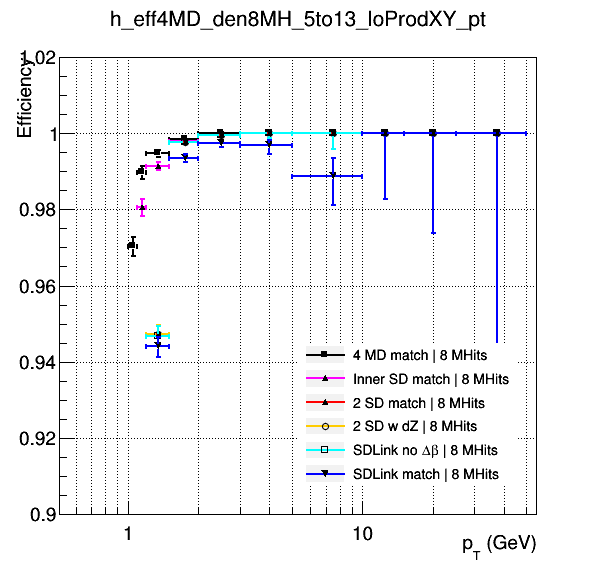 h_eff4MD_den8MH_5to13_loProdXY_pt
Efficiency
1.02
1
0.98
0.96
0.94
0.92
0.9
4 MD match | 8 MHits
Inner SD match | 8 MHits
2 SD match | 8 MHits
2 SD w dZ | 8 MHits
SDLink no Δβ | 8 MHits
SDLink match | 8 MHits
1
10
p_T (GeV)